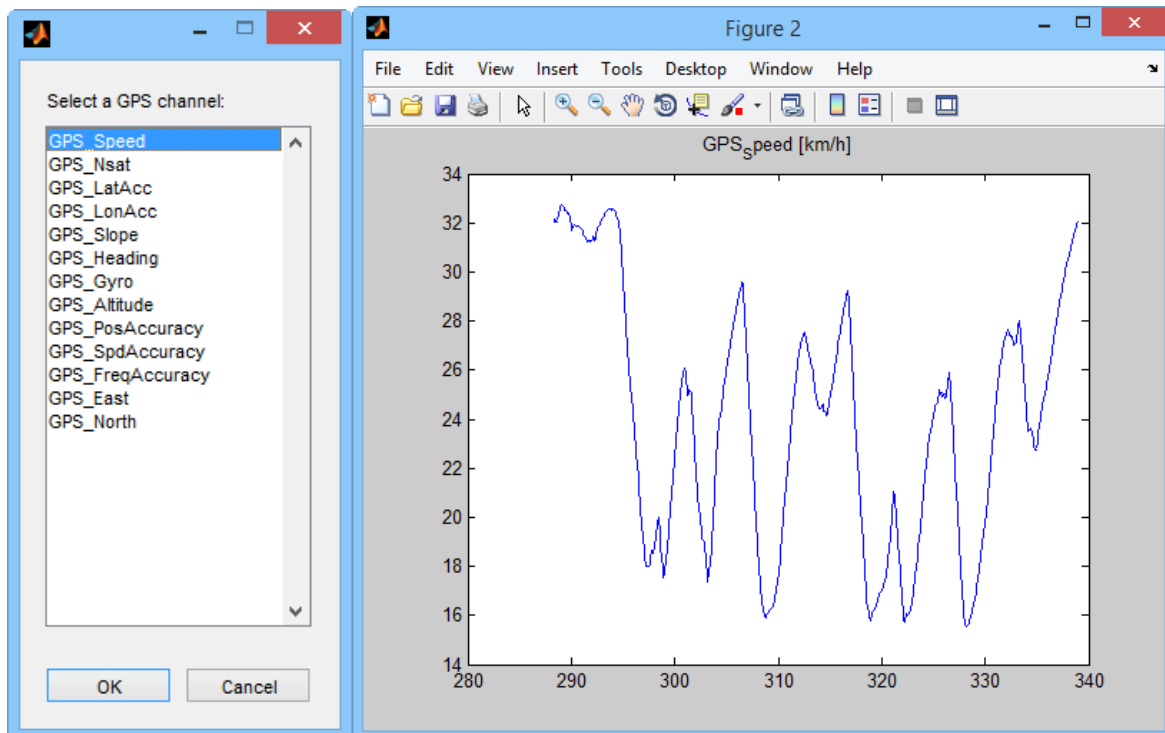 Select a GPS channel:
GPS_Speed
GPS_Nsat
GPS_LatAcc
GPS_LonAcc
GPS_Slope
GPS_Heading
GPS_Gyro
GPS_Altitude
GPS_PosAccuracy
GPS_SpdAccuracy
GPS_FreqAccuracy
GPS_East
GPS_North
OK Cancel
Figure 2
File Edit View Insert Tools Desktop Window Help
GPSSpeed [km/h]
34
32
30
28
26
24
22
20
18
16
14
280 290 300 310 320 330 340